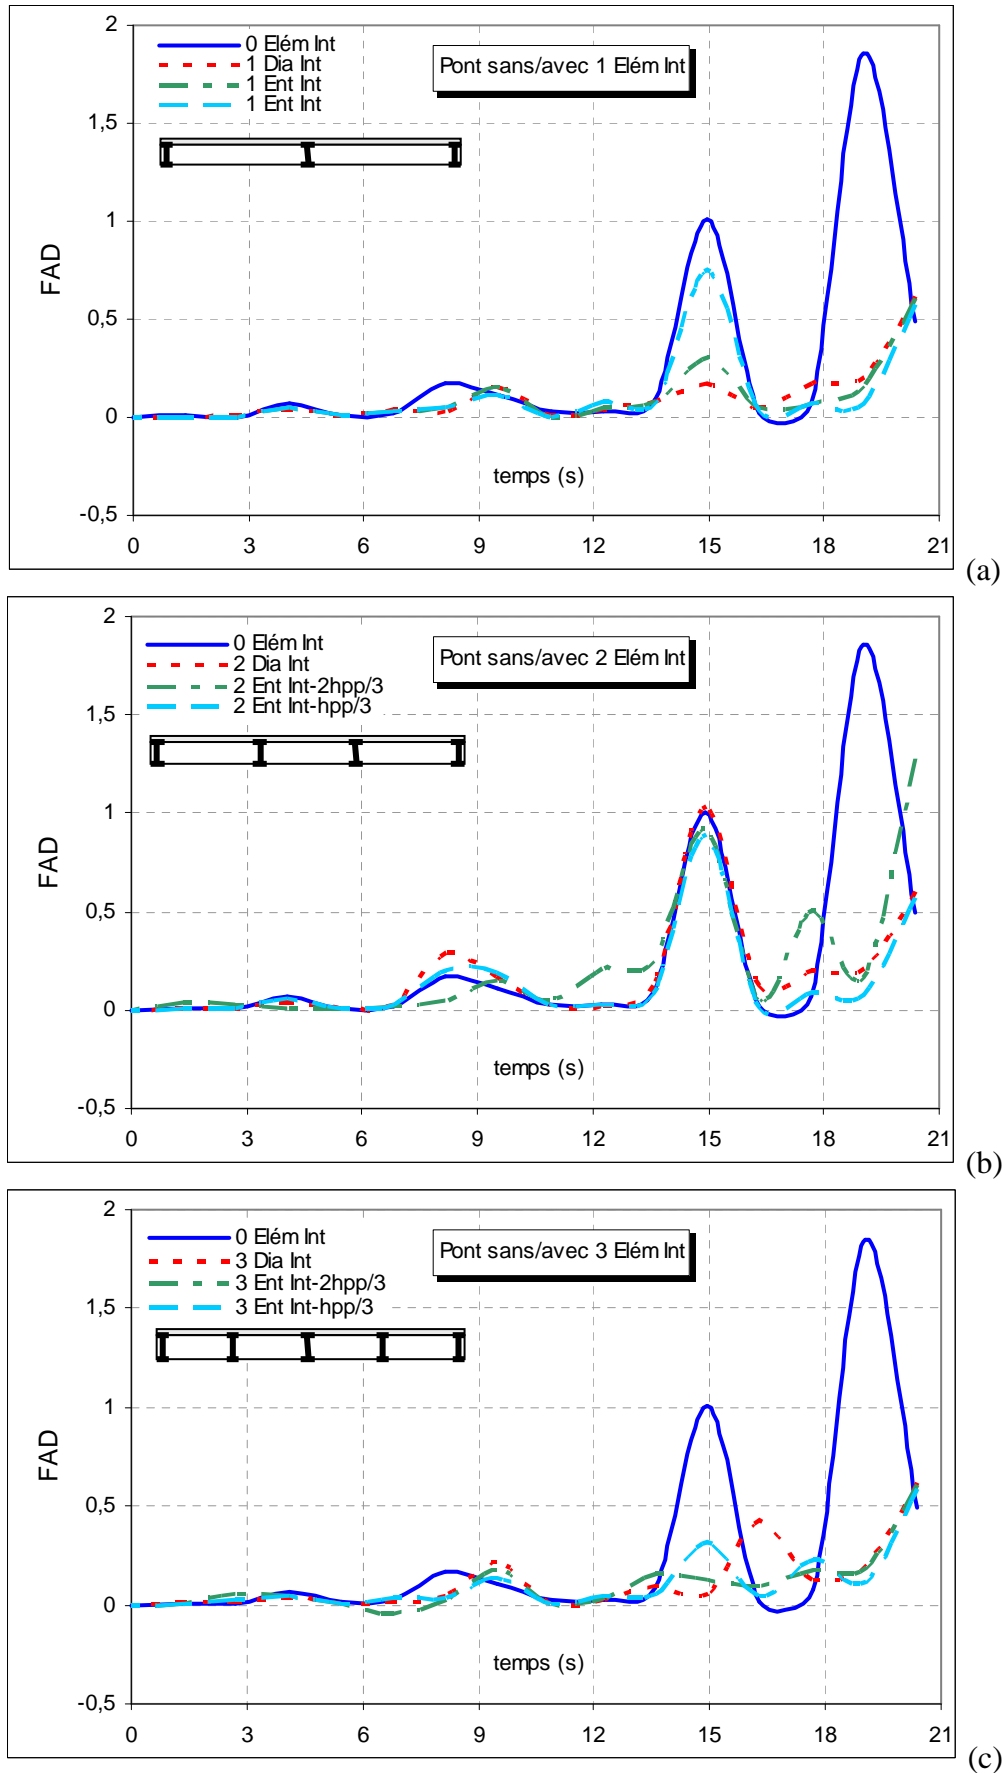 2
0 Elém Int
1 Dia Int
1 Ent Int
1 Ent Int
Pont sans/avec 1 Elém Int
1,5
1
FAD
0,5
0
temps (s)
-0,5
0 3 6 9 12 15 18 21
(a)
2
0 Elém Int
2 Dia Int
2 Ent Int-2hpp/3
2 Ent Int-hpp/3
Pont sans/avec 2 Elém Int
1,5
1
FAD
0,5
0
temps (s)
-0,5
0 3 6 9 12 15 18 21
(b)
2
0 Elém Int
3 Dia Int
3 Ent Int-2hpp/3
3 Ent Int-hpp/3
Pont sans/avec 3 Elém Int
1,5
1
FAD
0,5
0
temps (s)
-0,5
0 3 6 9 12 15 18 21
(c)